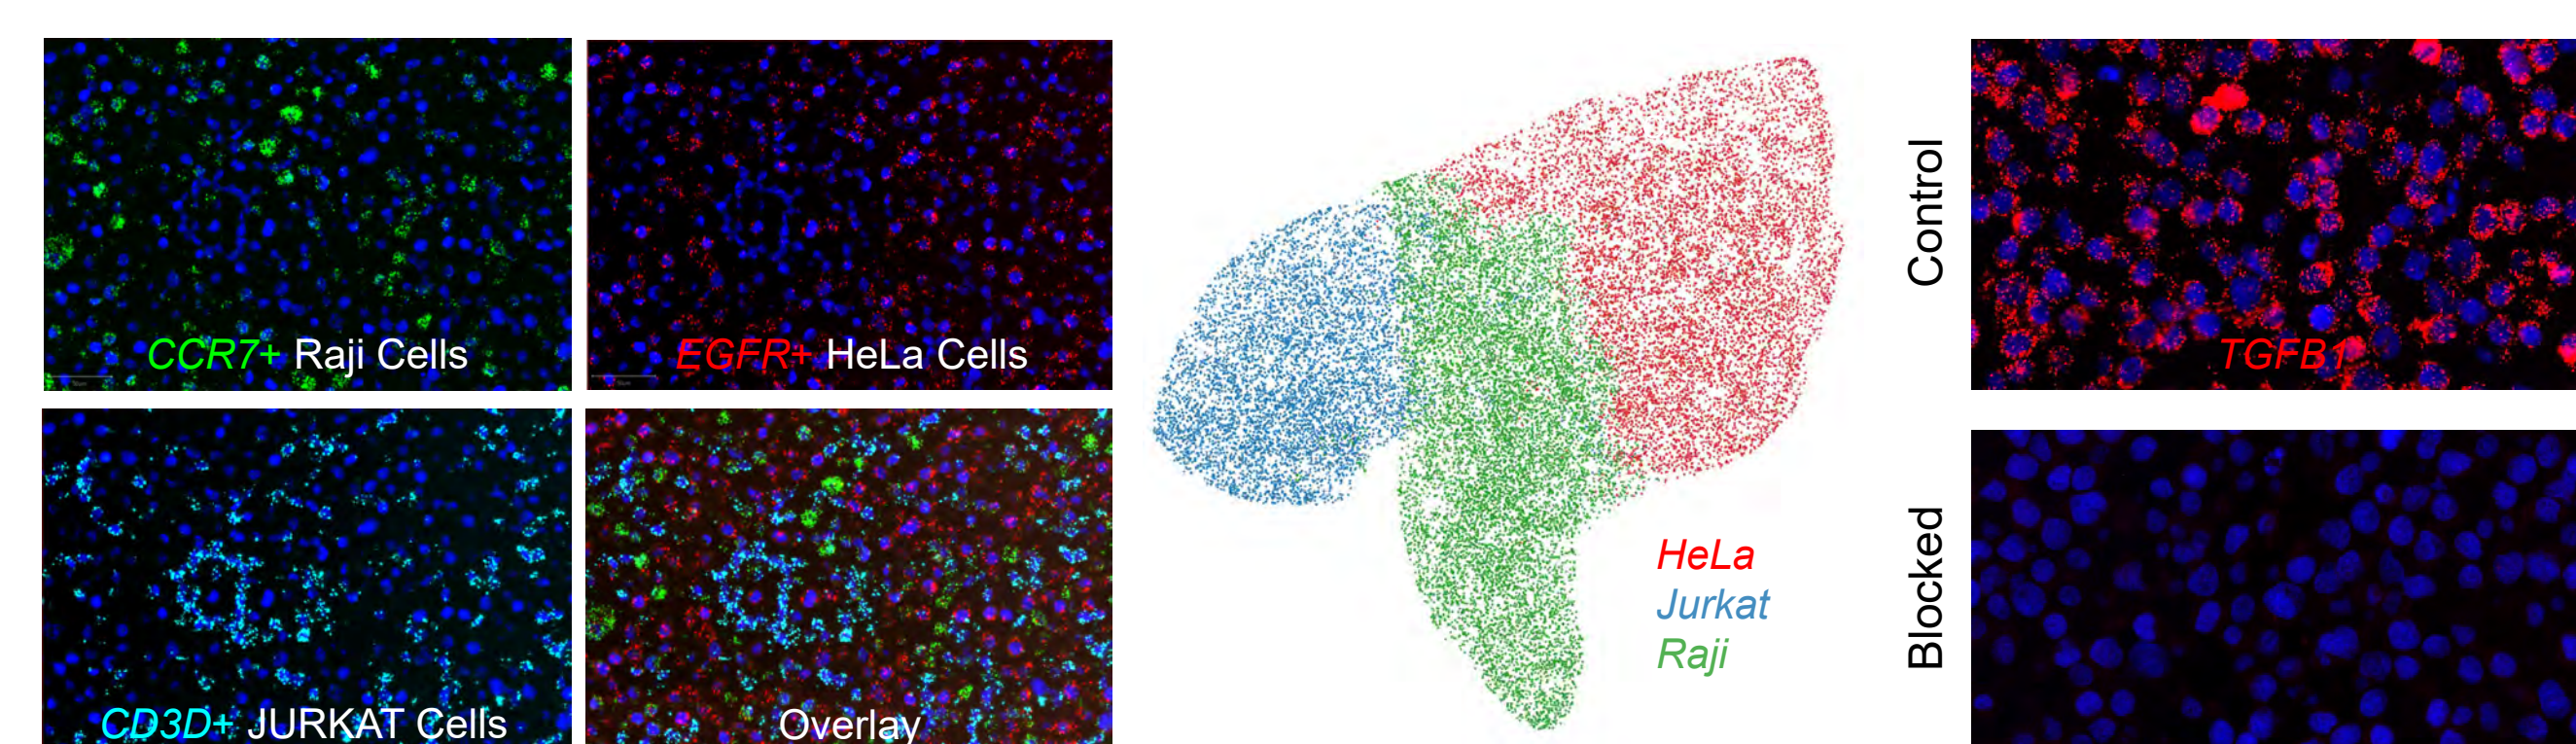 CCR7+ Raji Cells
EGFR+ HeLa Cells
CD3D+ JURKAT Cells
Overlay
HeLa
Jurkat
Raji
Control
TGFB1
Blocked